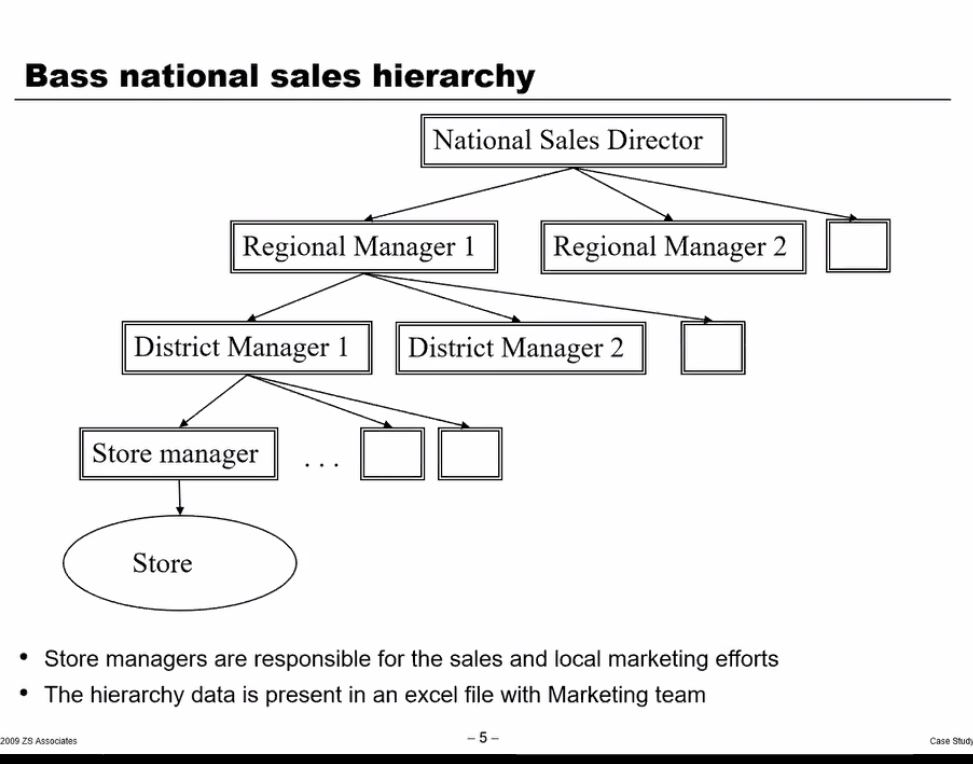 Bass national sales hierarchy
National Sales Director
Regional Manager 1
Regional Manager 2
District Manager 1
District Manager 2
Store manager
. . .
Store
• Store managers are responsible for the sales and local marketing efforts
• The hierarchy data is present in an excel file with Marketing team
2009 ZS Associates
– 5 –
Case Study